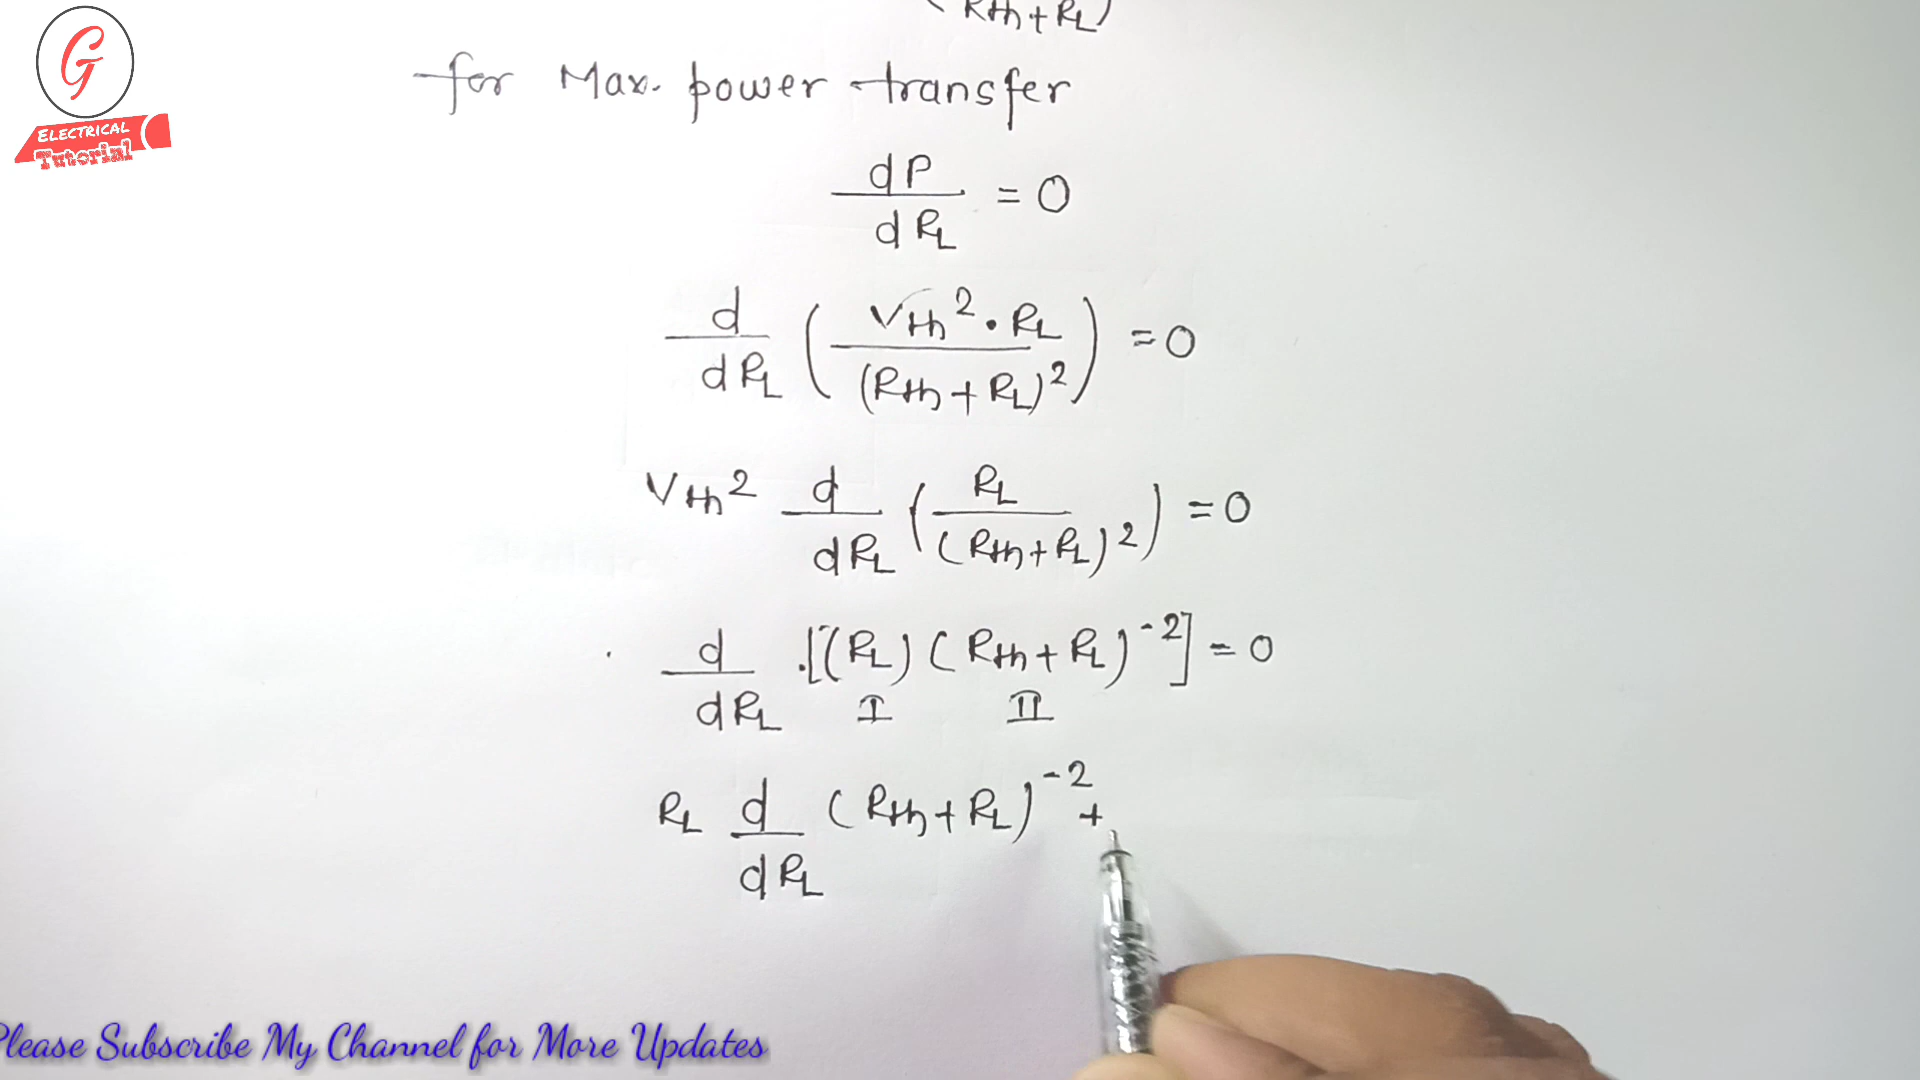 G
ELECTRICAL
Tutorial
(Rth + RL)
for Max. power transfer
dP
dRL = 0
d/dRL (Vth² . RL / (Rth + RL)²) = 0
Vth² d/dRL (RL / (Rth + RL)²) = 0
d/dRL . [(RL) (Rth + RL)⁻²] = 0
I II
RL d/dRL (Rth + RL)⁻² +
Please Subscribe My Channel for More Updates